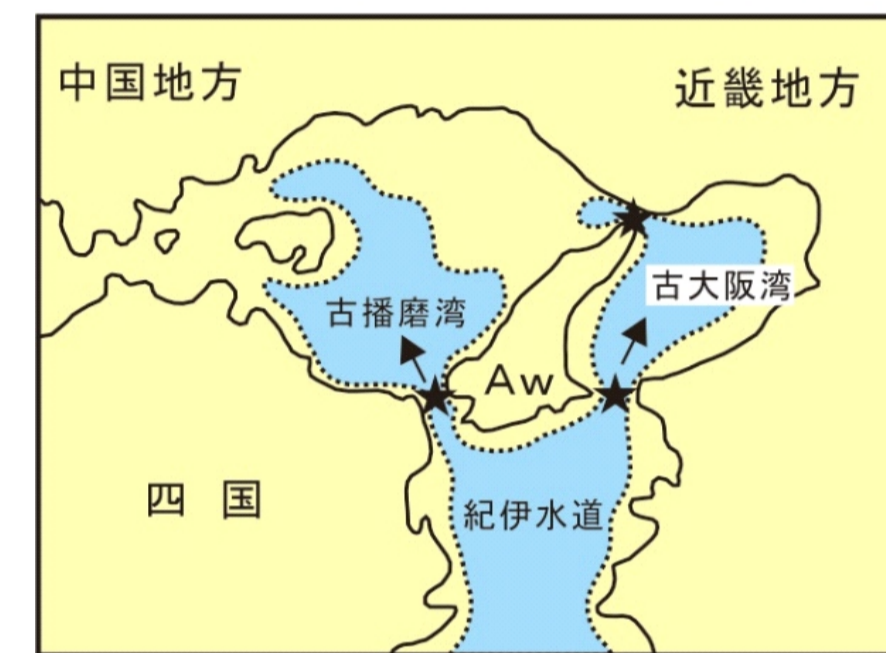 中国地方
近畿地方
古大阪湾
古播磨湾
Aw
四国
紀伊水道